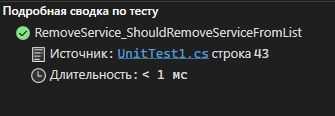 Подробная сводка по тесту
RemoveService_ShouldRemoveServiceFromList
Источник: UnitTest1.cs строка 43
Длительность: < 1 мс